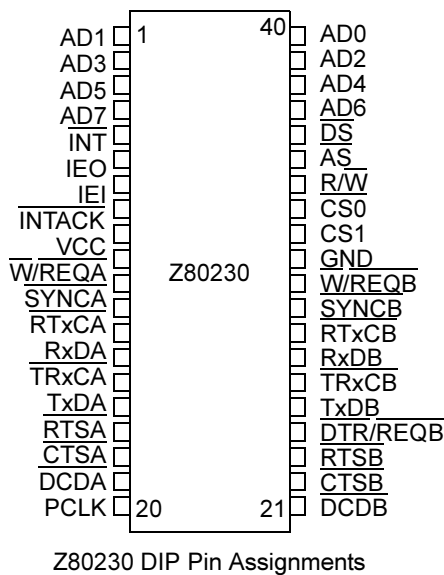 AD1
AD3
AD5
AD7
INT
IEO
IEI
INTACK
VCC
W/REQA
SYNCA
RTxCA
RxDA
TRxCA
TxDA
RTSA
CTSA
DCDA
PCLK
1
40
Z80230
20
21
AD0
AD2
AD4
AD6
DS
AS
R/W
CS0
CS1
GND
W/REQB
SYNCB
RTxCB
RxDB
TRxCB
TxDB
DTR/REQB
RTSB
CTSB
DCDB
Z80230 DIP Pin Assignments